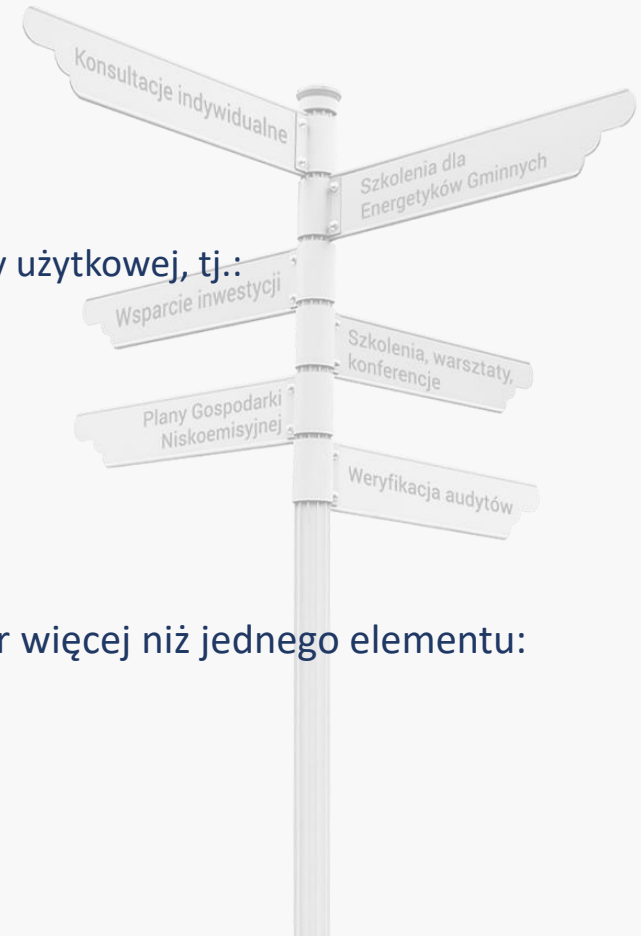 Konsultacje indywidualne
Szkolenia dla
Energetyków Gminnych
użytkowej, tj.:
Wsparcie inwestycji
Szkolenia, warsztaty,
konferencje
Plany Gospodarki
Niskoemisyjnej
Weryfikacja audytów
więcej niż jednego elementu: